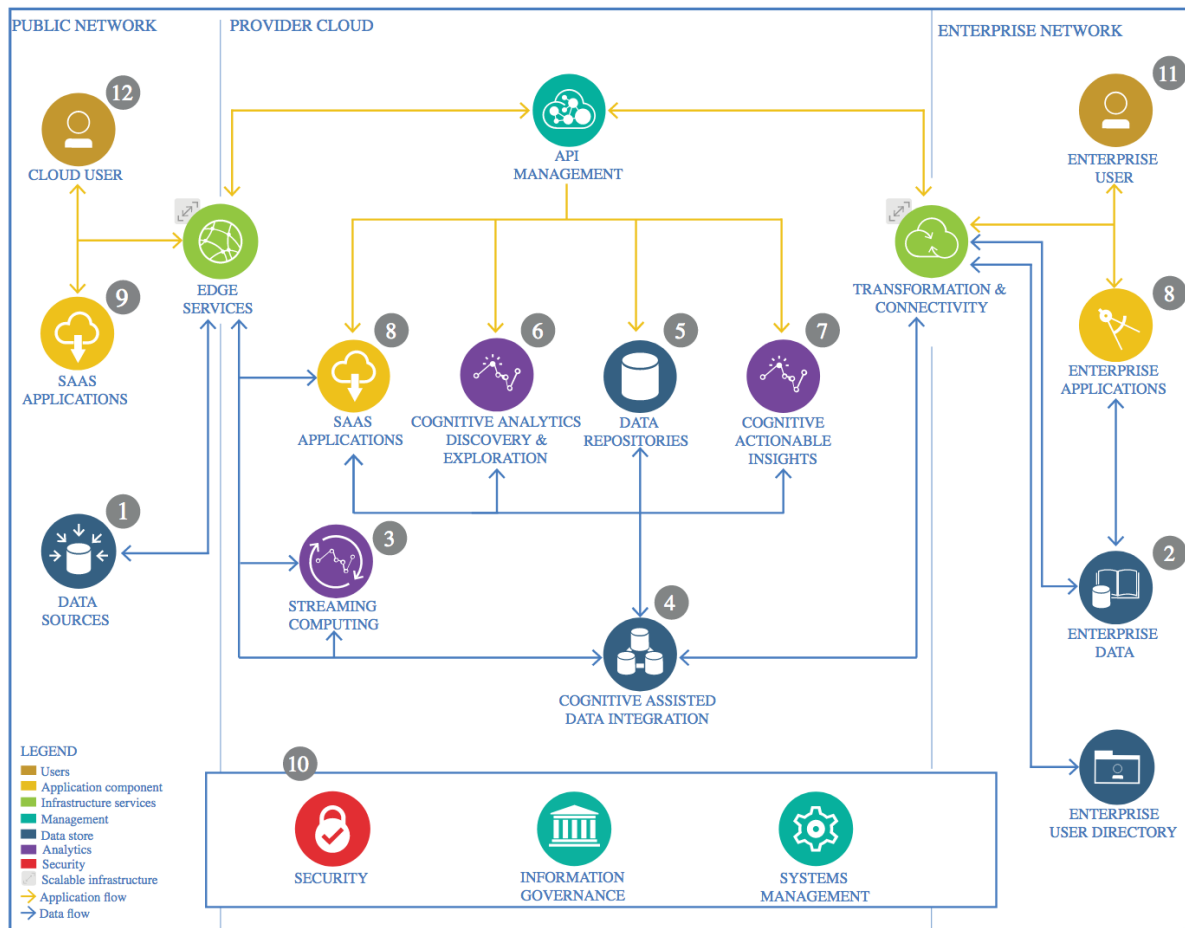 PUBLIC NETWORK
PROVIDER CLOUD
ENTERPRISE NETWORK
12
CLOUD USER
API
MANAGEMENT
11
ENTERPRISE
USER
EDGE
SERVICES
TRANSFORMATION &
CONNECTIVITY
9
SAAS
APPLICATIONS
8
SAAS
APPLICATIONS
6
COGNITIVE ANALYTICS
DISCOVERY &
EXPLORATION
5
DATA
REPOSITORIES
7
COGNITIVE
ACTIONABLE
INSIGHTS
8
ENTERPRISE
APPLICATIONS
1
DATA
SOURCES
3
STREAMING
COMPUTING
4
COGNITIVE ASSISTED
DATA INTEGRATION
2
ENTERPRISE
DATA
ENTERPRISE
USER DIRECTORY
LEGEND
Users
Application component
Infrastructure services
Management
Data store
Analytics
Security
Scalable infrastructure
Application flow
Data flow
10
SECURITY
INFORMATION
GOVERNANCE
SYSTEMS
MANAGEMENT